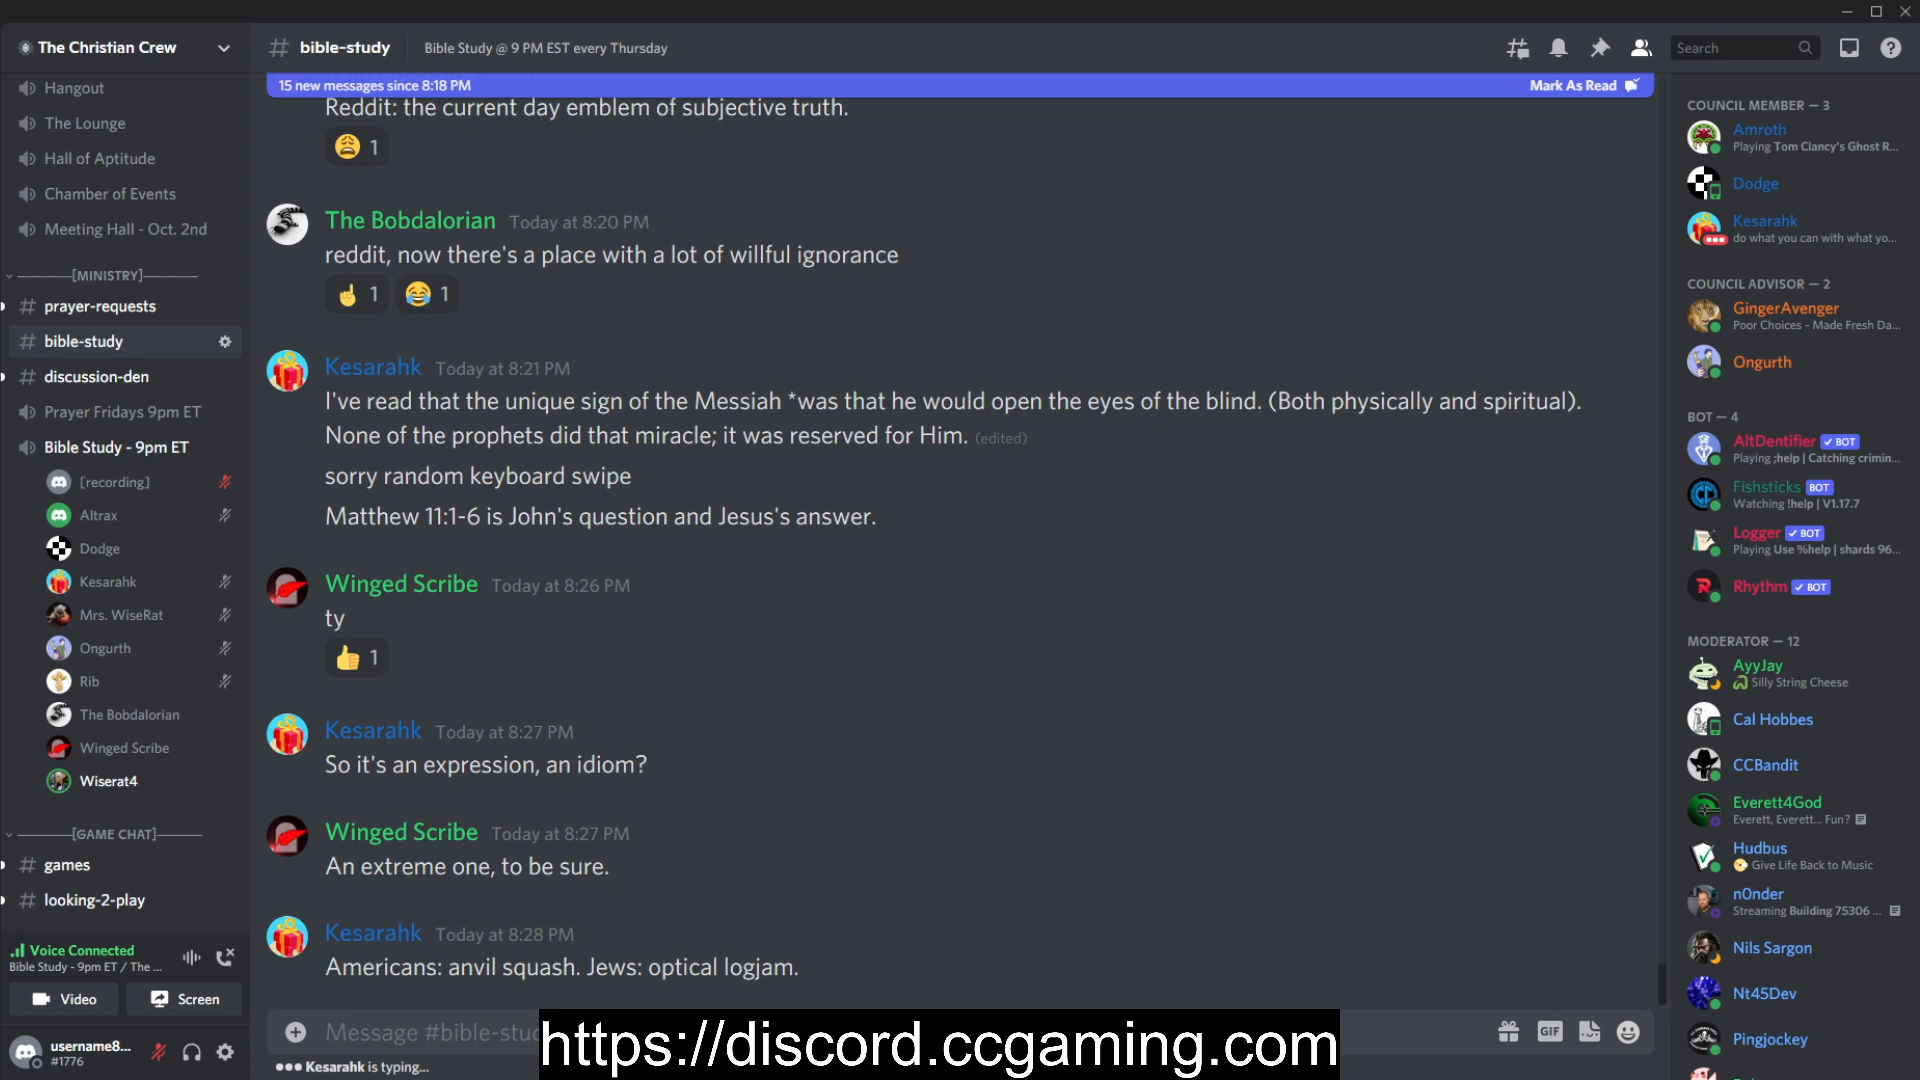 The Christian Crew
Hangout
The Lounge
Hall of Aptitude
Chamber of Events
Meeting Hall - Oct. 2nd
[MINISTRY]
prayer-requests
bible-study
discussion-den
Prayer Fridays 9pm ET
Bible Study - 9pm ET
[recording]
Altrax
Dodge
Kesarahk
Mrs. WiseRat
Ongurth
Rib
The Bobdalorian
Winged Scribe
Wiserat4
[GAME CHAT]
games
looking-2-play
Voice Connected
Bible Study - 9pm ET / The ...
Video
Screen
username8...
#1776
bible-study
Bible Study @ 9 PM EST every Thursday
Search
15 new messages since 8:18 PM
Mark As Read
Reddit: the current day emblem of subjective truth.
1
The Bobdalorian Today at 8:20 PM
reddit, now there's a place with a lot of willful ignorance
1 1
Kesarahk Today at 8:21 PM
I've read that the unique sign of the Messiah *was that he would open the eyes of the blind. (Both physically and spiritual).
None of the prophets did that miracle; it was reserved for Him. (edited)
sorry random keyboard swipe
Matthew 11:1-6 is John's question and Jesus's answer.
Winged Scribe Today at 8:26 PM
ty
1
Kesarahk Today at 8:27 PM
So it's an expression, an idiom?
Winged Scribe Today at 8:27 PM
An extreme one, to be sure.
Kesarahk Today at 8:28 PM
Americans: anvil squash. Jews: optical logjam.
Message #bible-stu
GIF
https://discord.ccgaming.com
Kesarahk is typing...
COUNCIL MEMBER — 3
Amroth
Playing Tom Clancy's Ghost R...
Dodge
Kesarahk
do what you can with what yo...
COUNCIL ADVISOR — 2
GingerAvenger
Poor Choices - Made Fresh Da...
Ongurth
BOT — 4
AltDentifier BOT
Playing ;help | Catching crimin...
Fishsticks BOT
Watching !help | V1.17.7
Logger BOT
Playing Use %help | shards 96...
Rhythm BOT
MODERATOR — 12
AyyJay
Silly String Cheese
Cal Hobbes
CCBandit
Everett4God
Everett, Everett... Fun?
Hudbus
Give Life Back to Music
n0nder
Streaming Building 75306 ...
Nils Sargon
Nt45Dev
Pingjockey